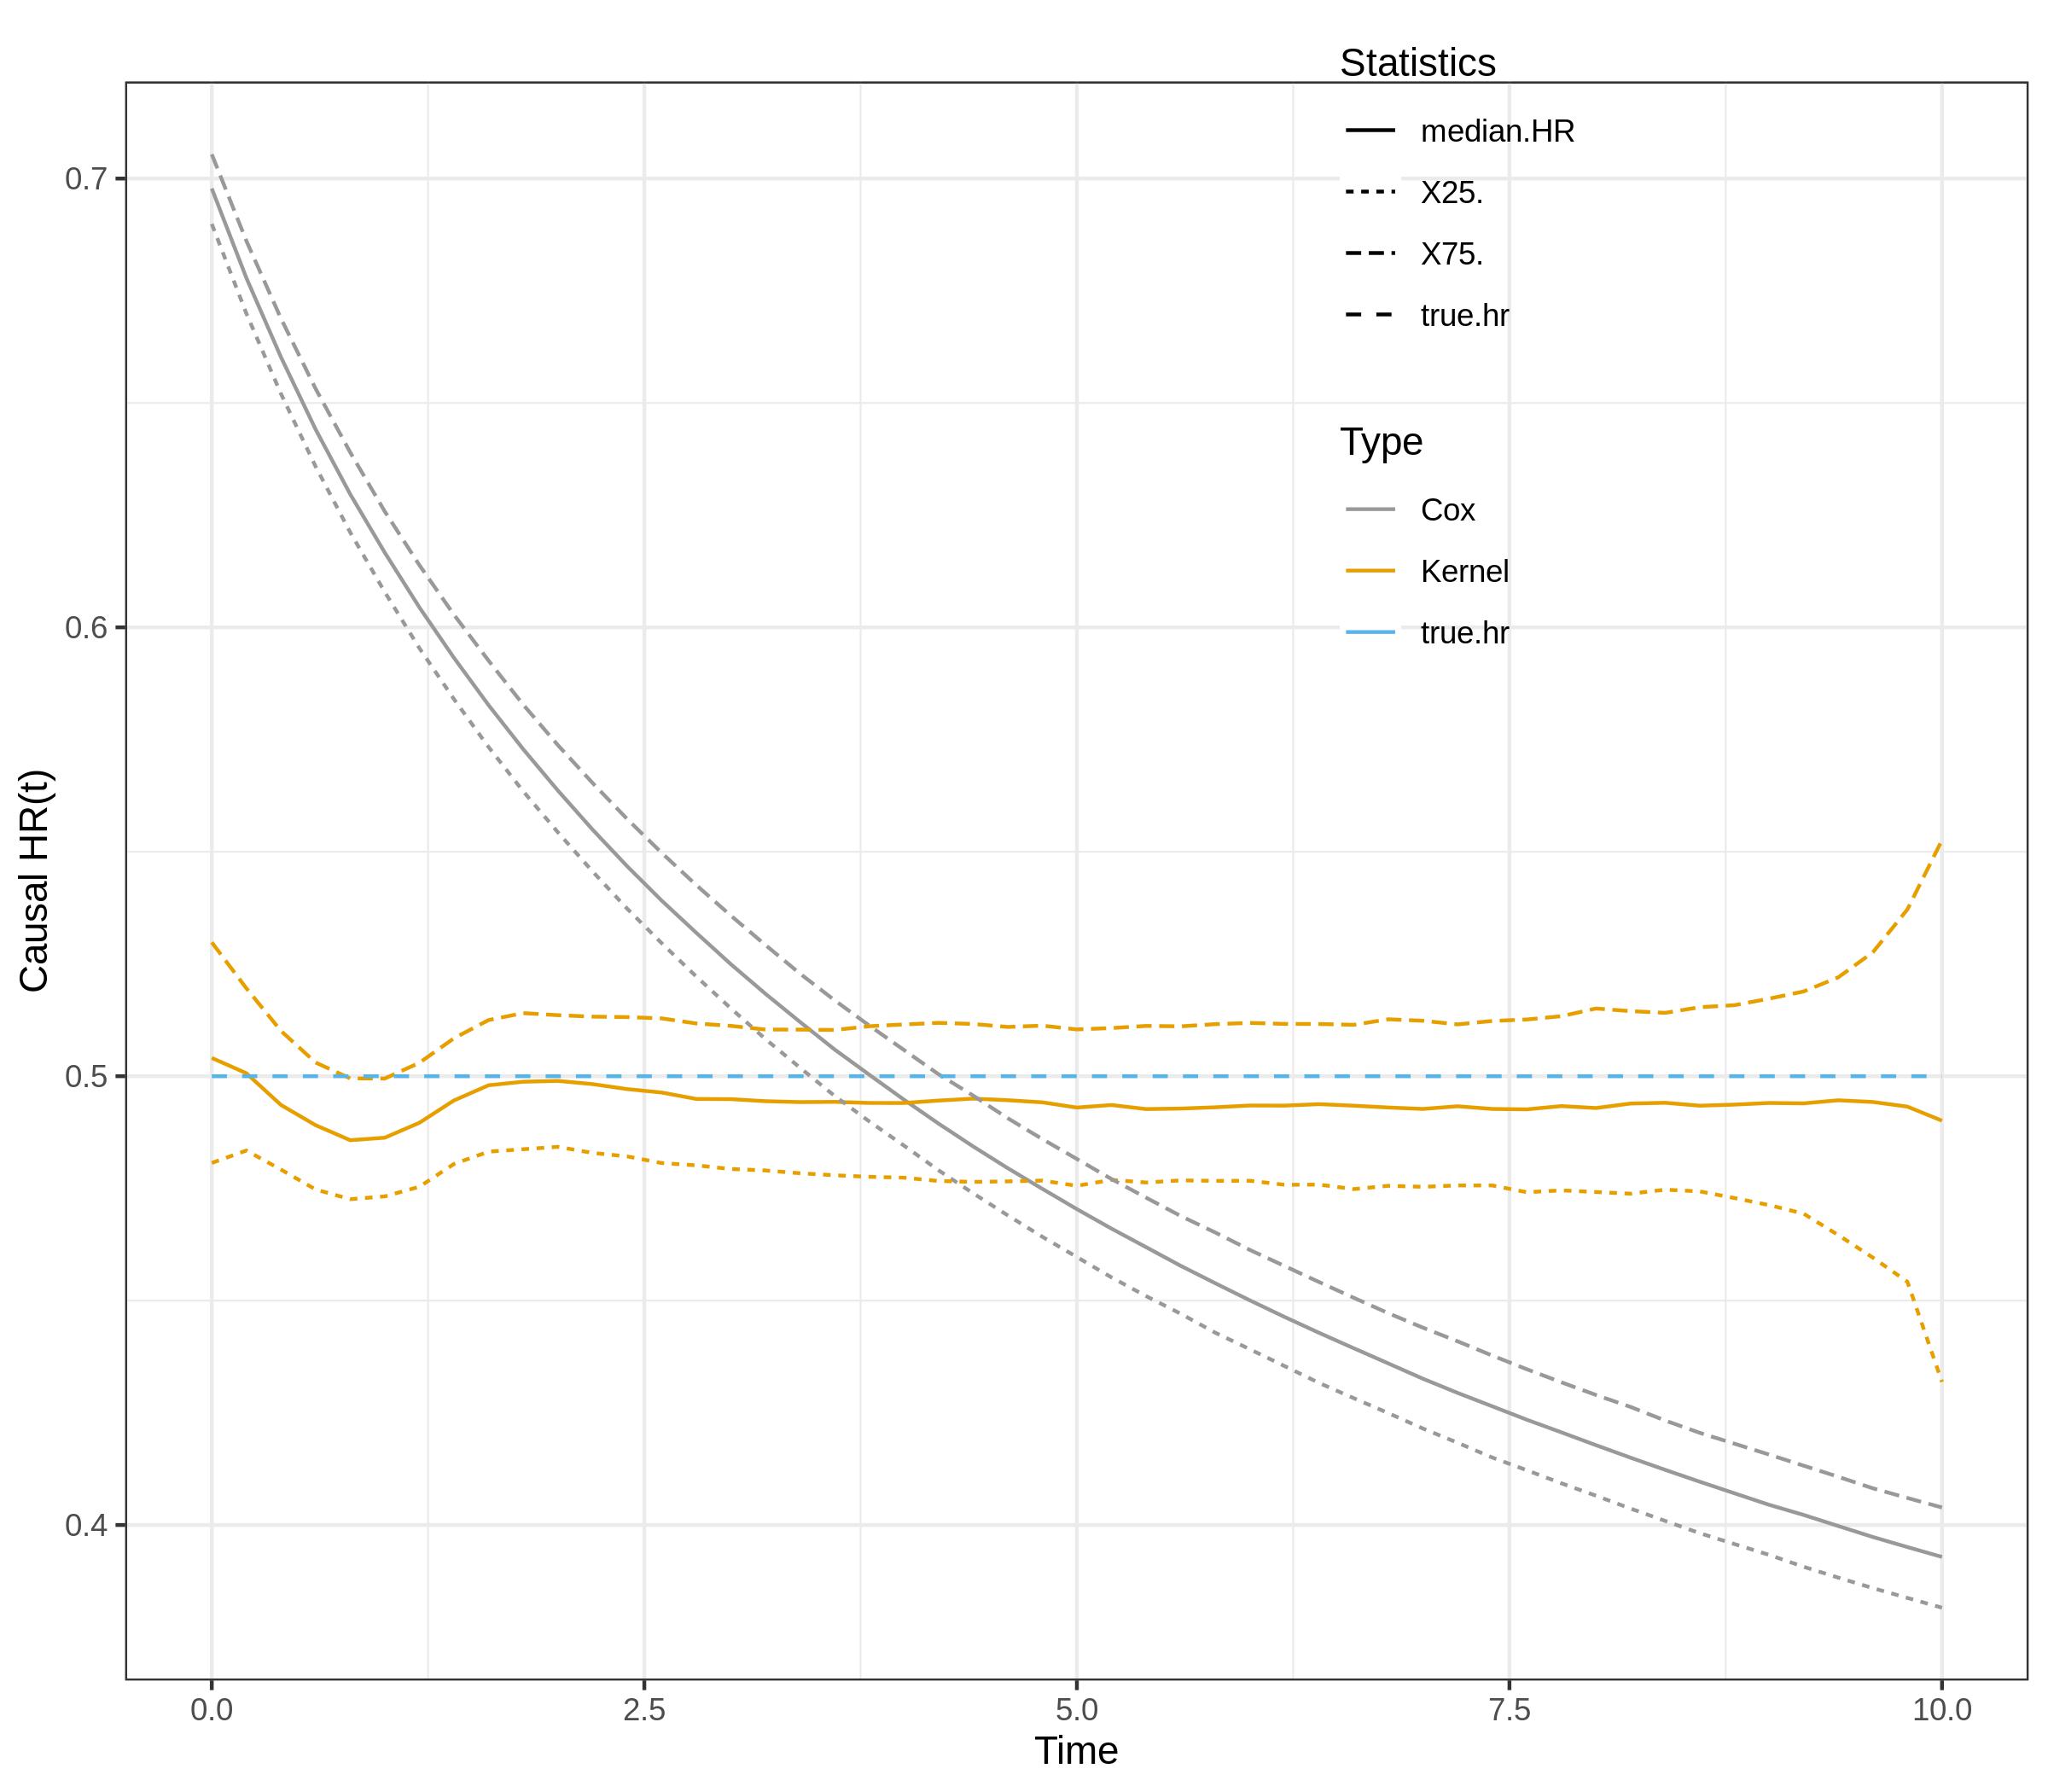 Statistics
median.HR
X25.
X75.
true.hr
Type
Cox
Kernel
true.hr
Causal HR(t)
0.7
0.6
0.5
0.4
0.0 2.5 5.0 7.5 10.0
Time